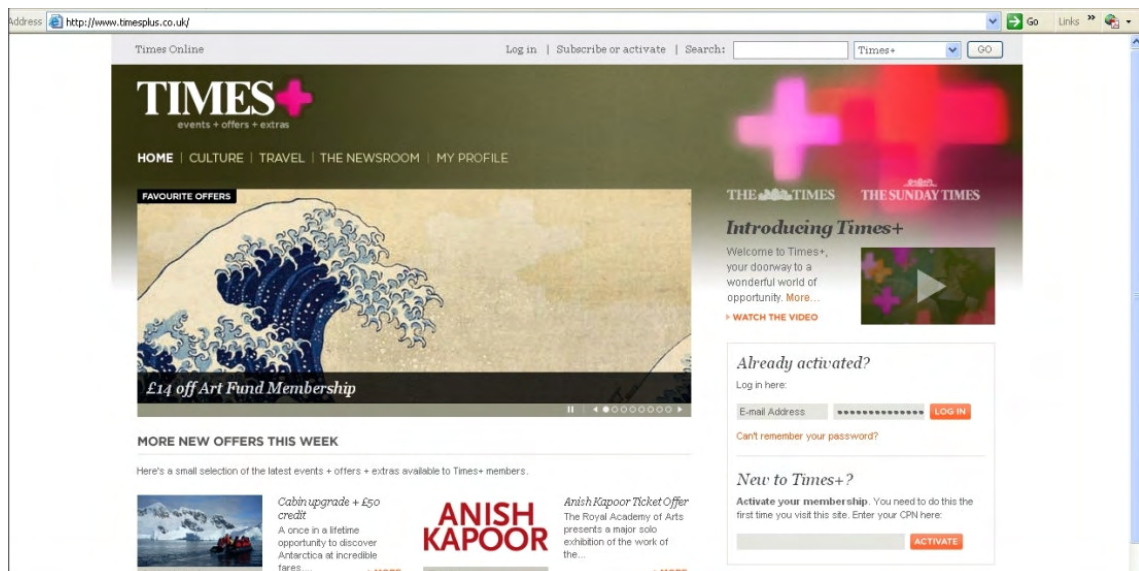 Address http://www.timesplus.co.uk/ Go Links »
Times Online Log in | Subscribe or activate | Search: Times+ GO
TIMES+
events + offers + extras
HOME | CULTURE | TRAVEL | THE NEWSROOM | MY PROFILE
FAVOURITE OFFERS
£14 off Art Fund Membership
THE TIMES THE SUNDAY TIMES
Introducing Times+
Welcome to Times+,
your doorway to a
wonderful world of
opportunity. More...
WATCH THE VIDEO
Already activated?
Log in here:
E-mail Address LOG IN
Can't remember your password?
New to Times+?
Activate your membership. You need to do this the
first time you visit this site. Enter your CPN here:
ACTIVATE
MORE NEW OFFERS THIS WEEK
Here's a small selection of the latest events + offers + extras available to Times+ members.
Cabin upgrade + £50
credit
A once in a lifetime
opportunity to discover
Antarctica at incredible
fares....
MORE
ANISH
KAPOOR
Anish Kapoor Ticket Offer
The Royal Academy of Arts
presents a major solo
exhibition of the work of
the...
MORE